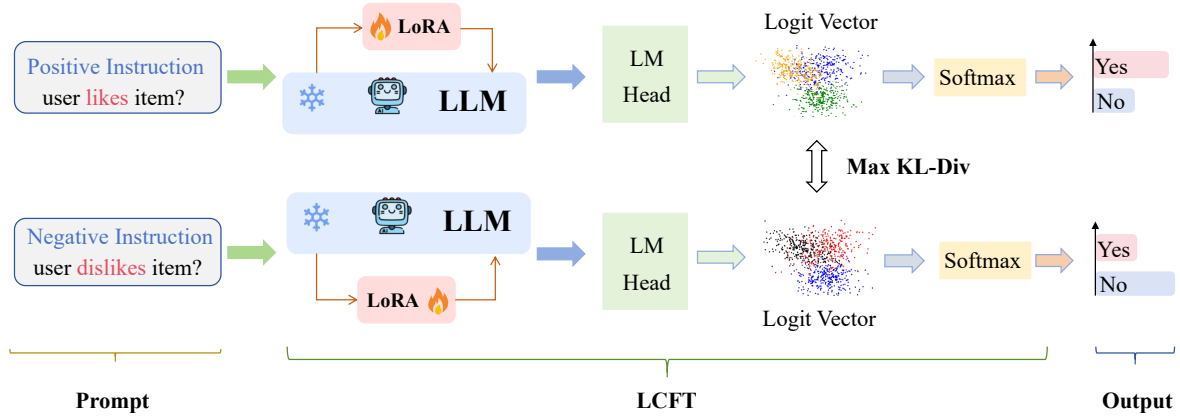 Positive Instruction
user likes item?
LoRA
LLM
LM
Head
Logit Vector
Softmax
Yes
No
Max KL-Div
Negative Instruction
user dislikes item?
LLM
LoRA
LM
Head
Logit Vector
Softmax
Yes
No
Prompt
LCFT
Output